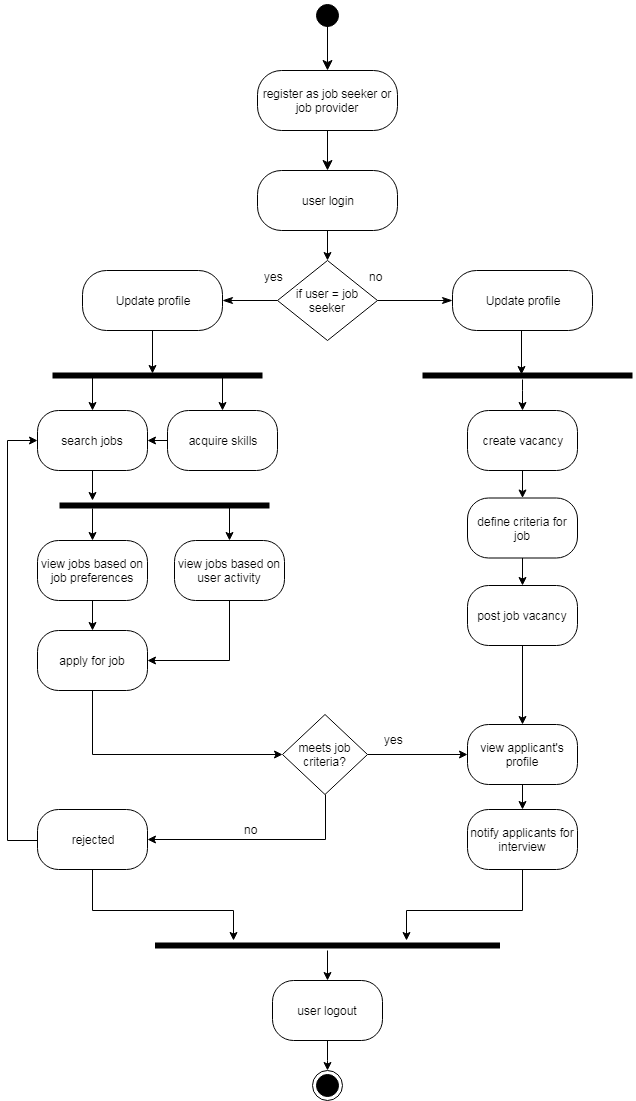 register as job seeker or
job provider
user login
yes
no
if user = job
seeker
Update profile
Update profile
search jobs
acquire skills
create vacancy
define criteria for
job
view jobs based on
job preferences
view jobs based on
user activity
post job vacancy
apply for job
meets job
criteria?
yes
view applicant's
profile
no
rejected
notify applicants for
interview
user logout